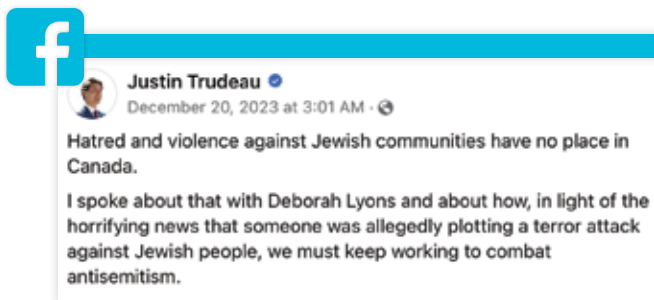 Justin Trudeau
December 20, 2023 at 3:01 AM ·
Hatred and violence against Jewish communities have no place in
Canada.
I spoke about that with Deborah Lyons and about how, in light of the
horrifying news that someone was allegedly plotting a terror attack
against Jewish people, we must keep working to combat
antisemitism.